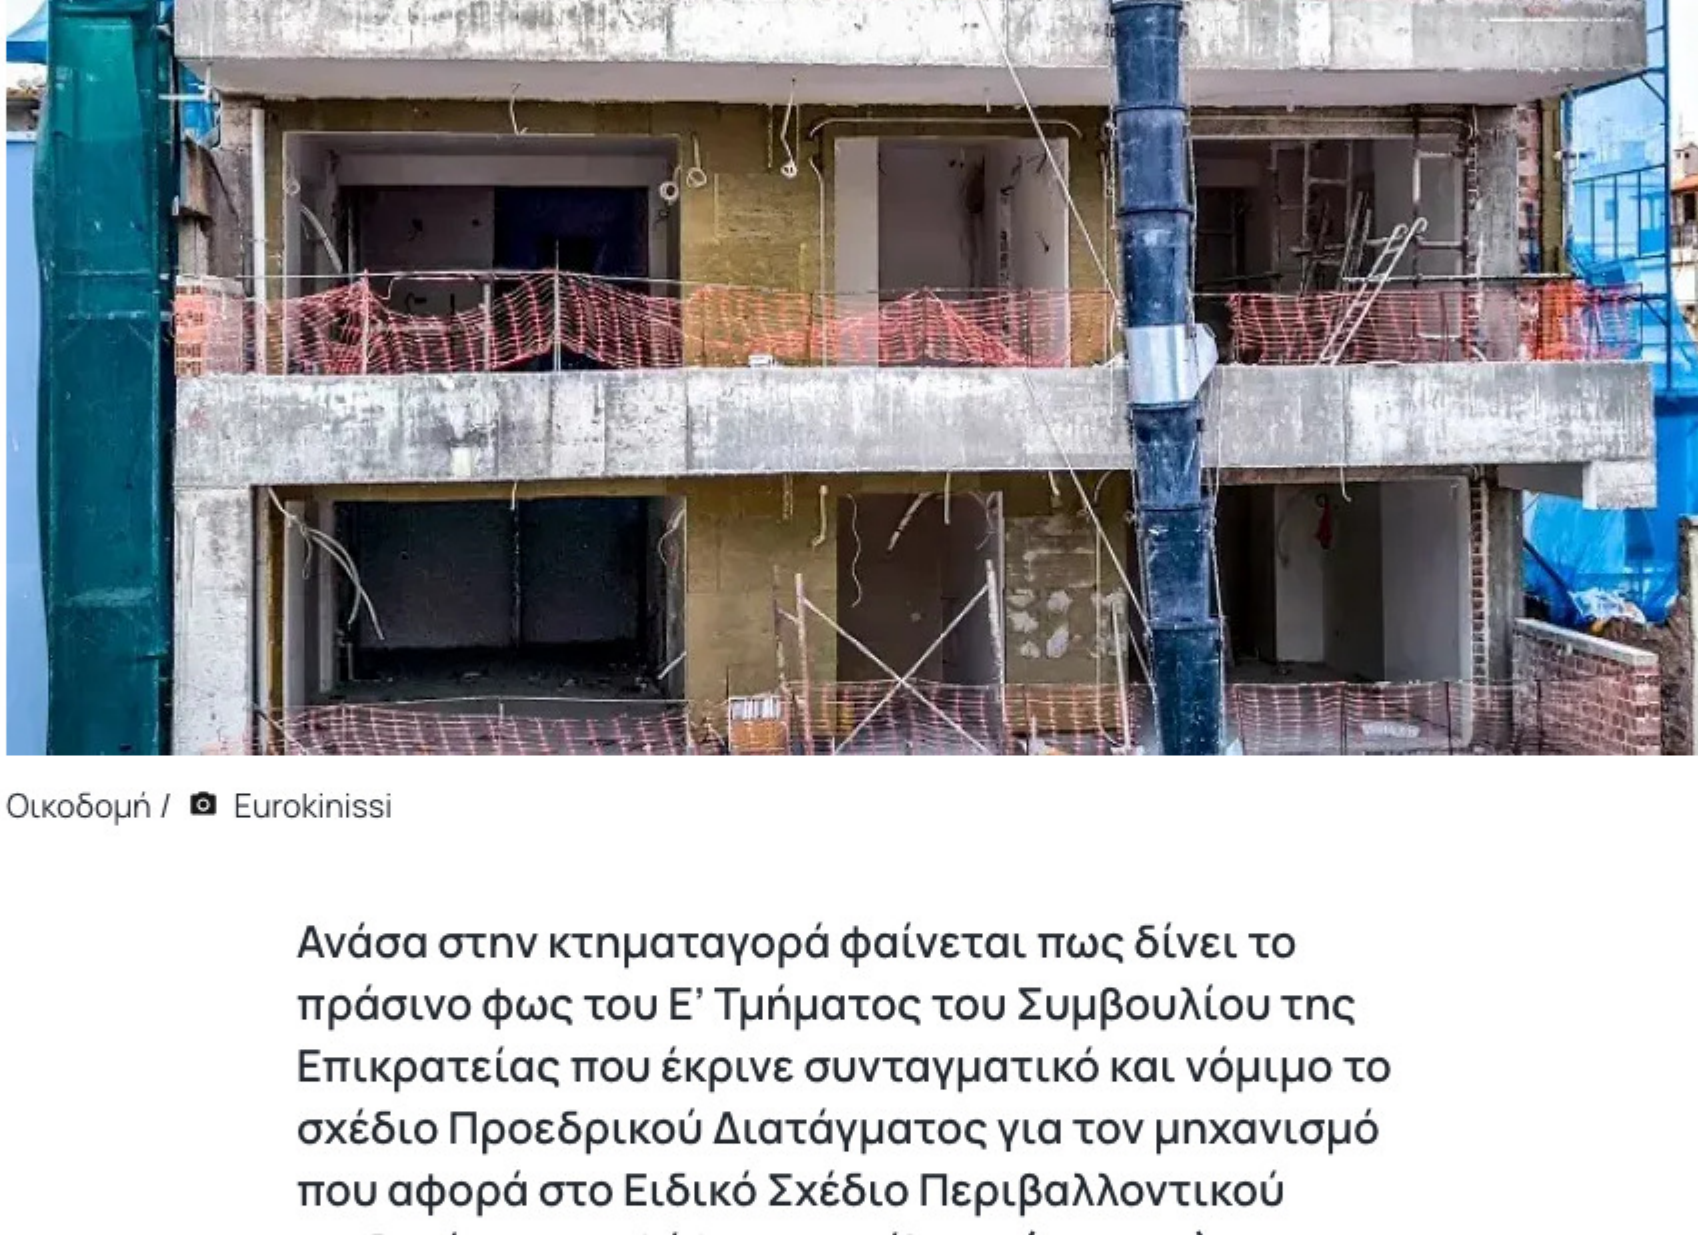 Οικοδομή / Eurokinissi
Ανάσα στην κτηματαγορά φαίνεται πως δίνει το
πράσινο φως του Ε’ Τμήματος του Συμβουλίου της
Επικρατείας που έκρινε συνταγματικό και νόμιμο το
σχέδιο Προεδρικού Διατάγματος για τον μηχανισμό
που αφορά στο Ειδικό Σχέδιο Περιβαλλοντικού